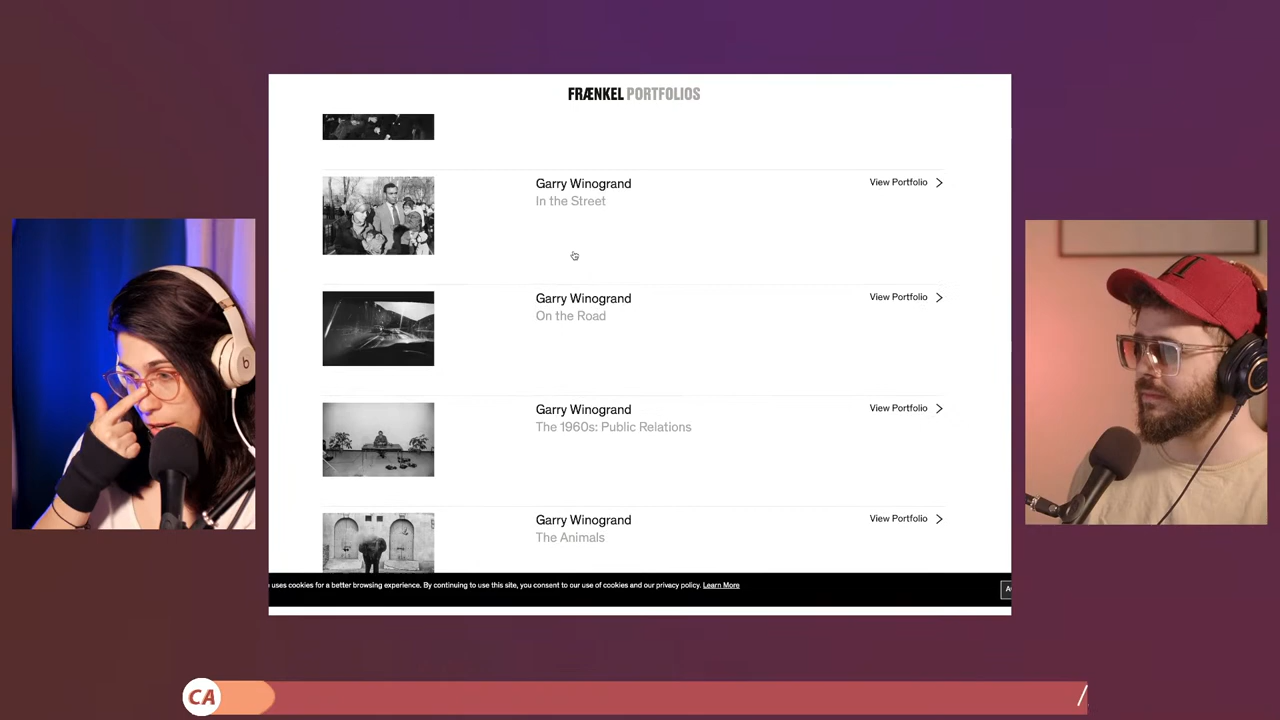 FRÆNKEL PORTFOLIOS
Garry Winogrand
View Portfolio
In the Street
Garry Winogrand
View Portfolio
On the Road
Garry Winogrand
View Portfolio
The 1960s: Public Relations
Garry Winogrand
View Portfolio
The Animals
uses cookies for a better browsing experience. By continuing to use this site, you consent to our use of cookies and our privacy policy. Learn More
CA